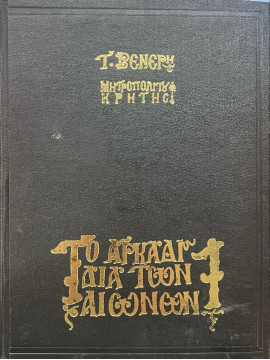 Τ. ΒΕΝΕΡΗ
ΜΗΤΡΟΠΟΛΙΤΟΥ
ΚΡΗΤΗΣ
ΤΟ ΑΡΚΑΔΙ
ΔΙΑ ΤΩΝ
ΑΙΩΝΩΝ